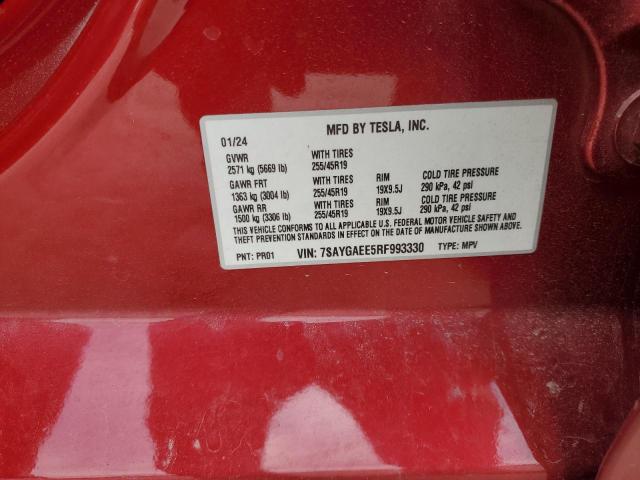 MFD BY TESLA, INC.
01/24
GVWR WITH TIRES
2571 kg (5669 lb) 255/45R19
GAWR FRT WITH TIRES RIM COLD TIRE PRESSURE
1363 kg (3004 lb) 255/45R19 19X9.5J 290 kPa, 42 psi
GAWR RR WITH TIRES RIM COLD TIRE PRESSURE
1500 kg (3306 lb) 255/45R19 19X9.5J 290 kPa, 42 psi
THIS VEHICLE CONFORMS TO ALL APPLICABLE U.S. FEDERAL MOTOR VEHICLE SAFETY AND
THEFT PREVENTION STANDARDS IN EFFECT ON THE DATE OF MANUFACTURE SHOWN ABOVE.
PNT: PR01 VIN: 7SAYGAEE5RF993330 TYPE: MPV